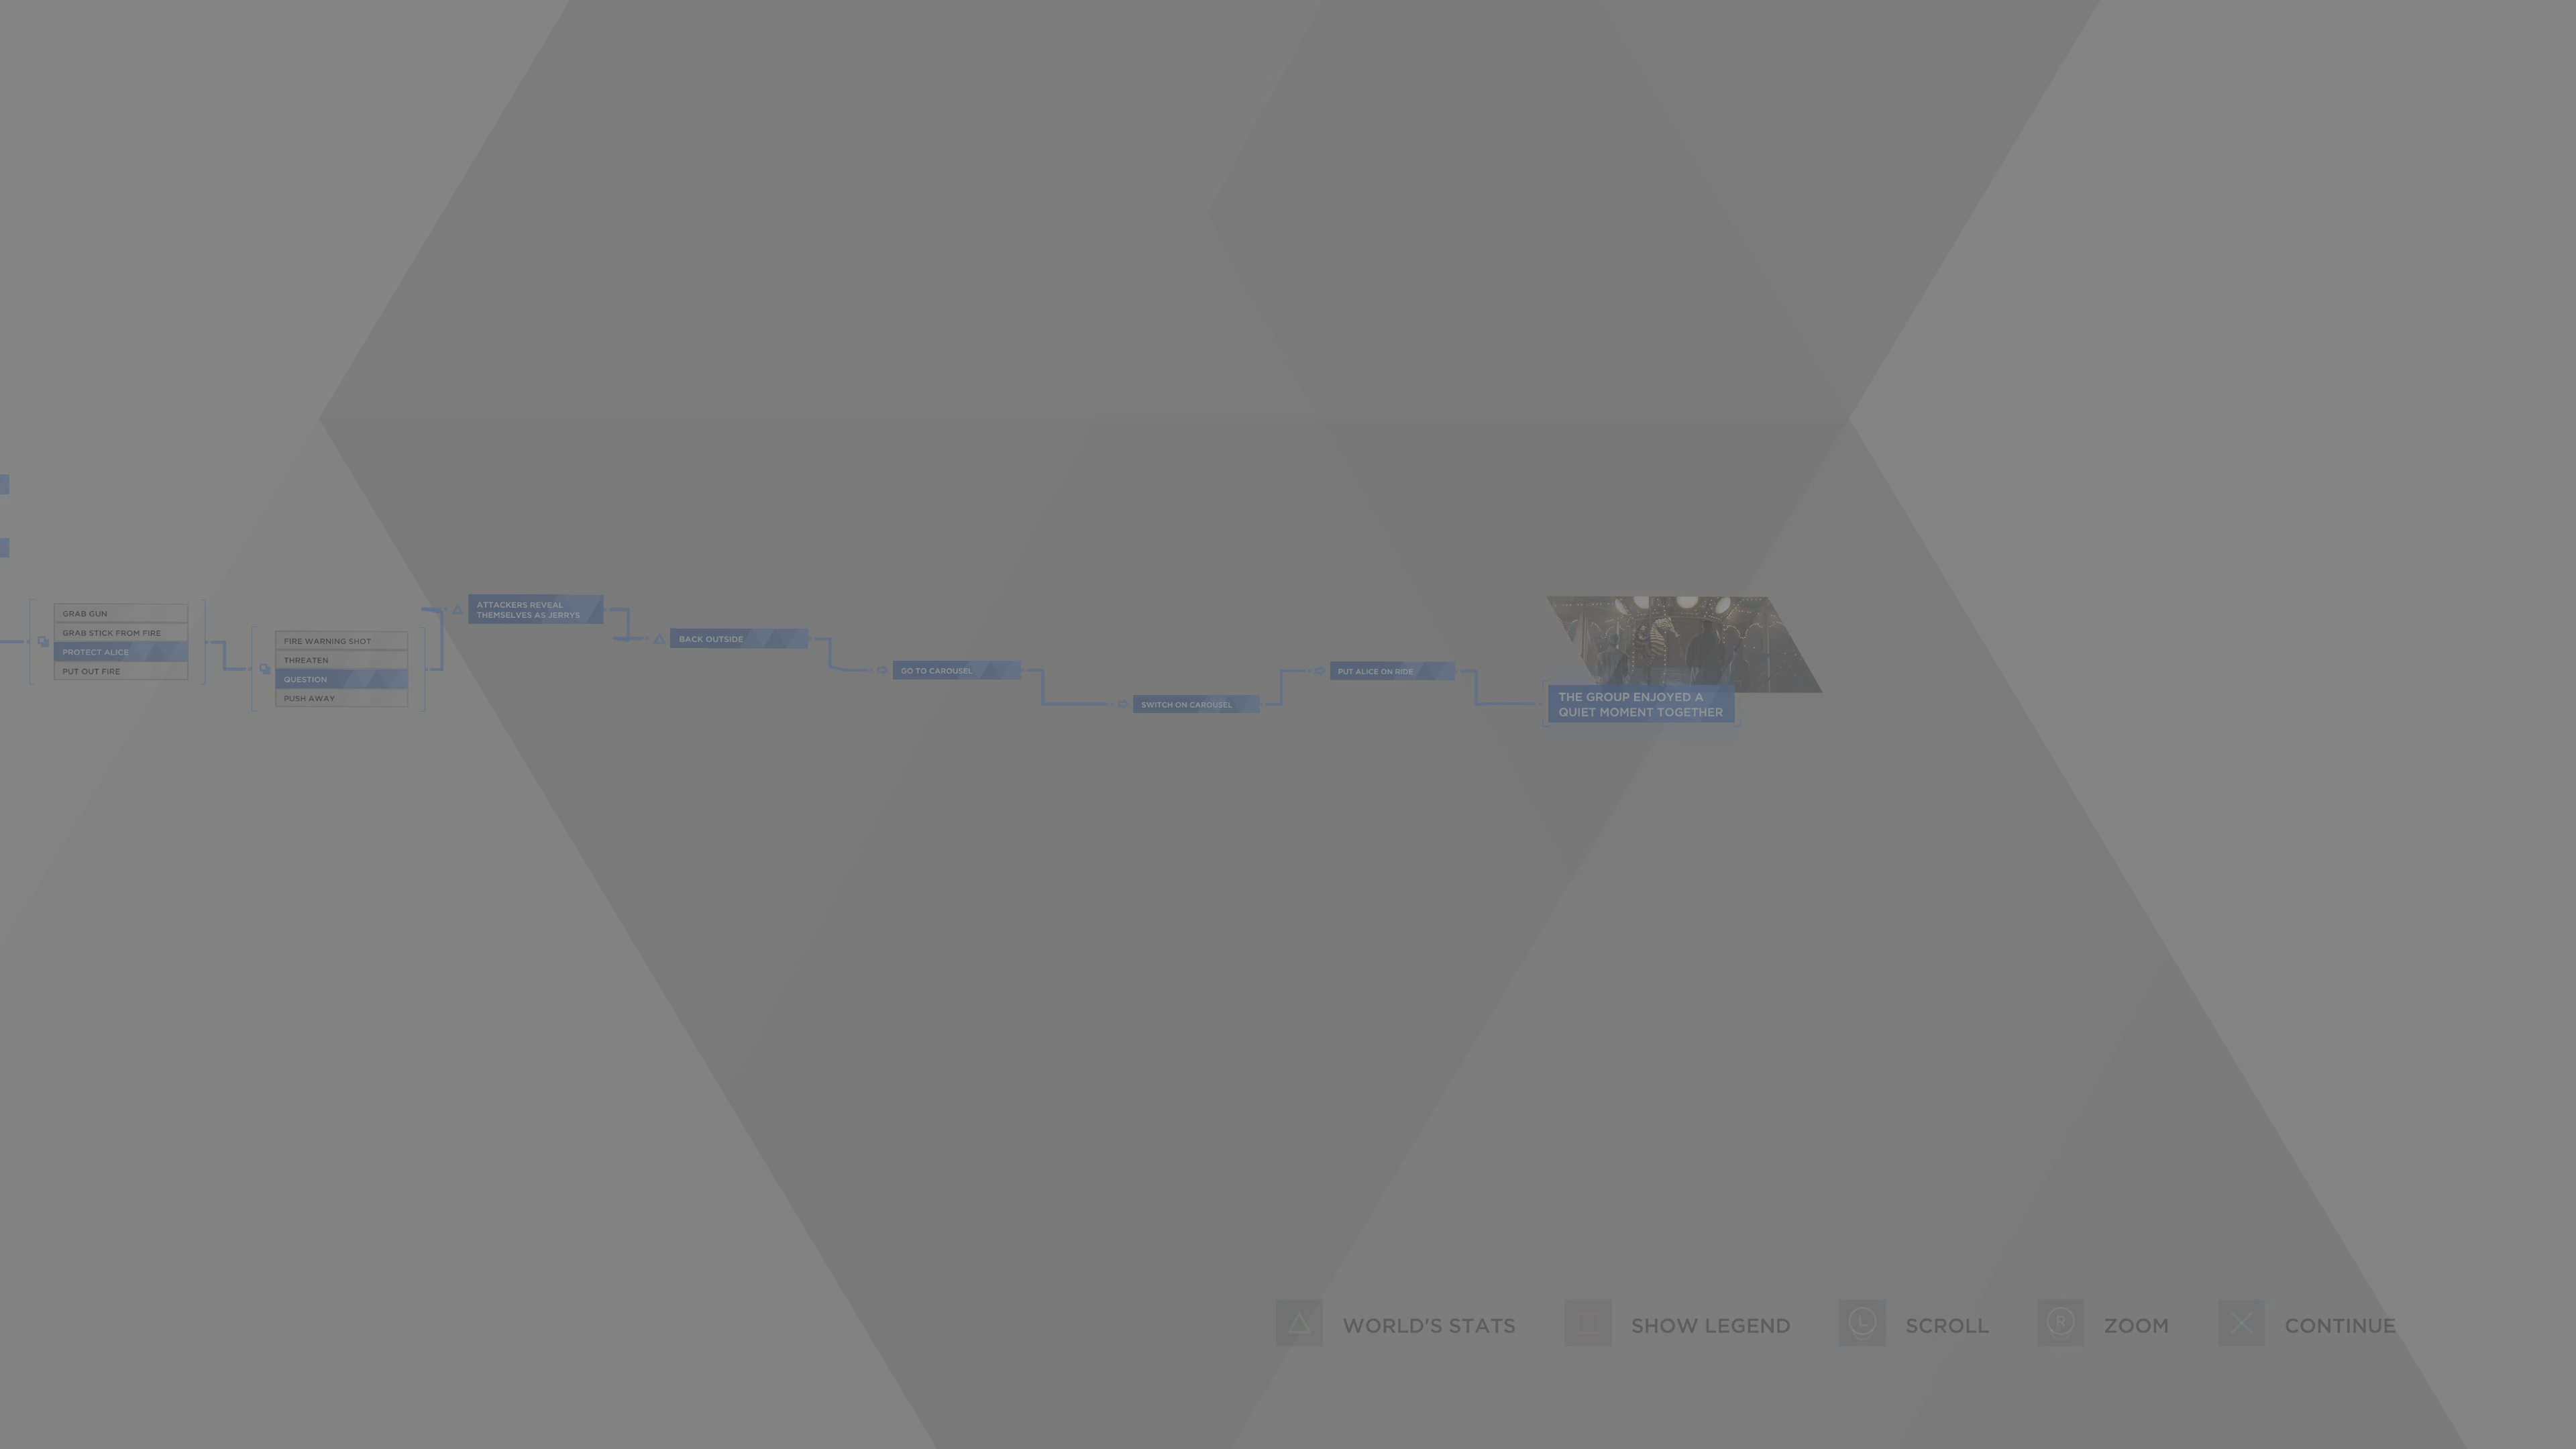 GRAB GUN
GRAB STICK FROM FIRE
PROTECT ALICE
PUT OUT FIRE
FIRE WARNING SHOT
THREATEN
QUESTION
PUSH AWAY
ATTACKERS REVEAL
THEMSELVES AS JERRYS
BACK OUTSIDE
GO TO CAROUSEL
SWITCH ON CAROUSEL
PUT ALICE ON RIDE
THE GROUP ENJOYED A
QUIET MOMENT TOGETHER
WORLD'S STATS
SHOW LEGEND
L SCROLL
R ZOOM
CONTINUE